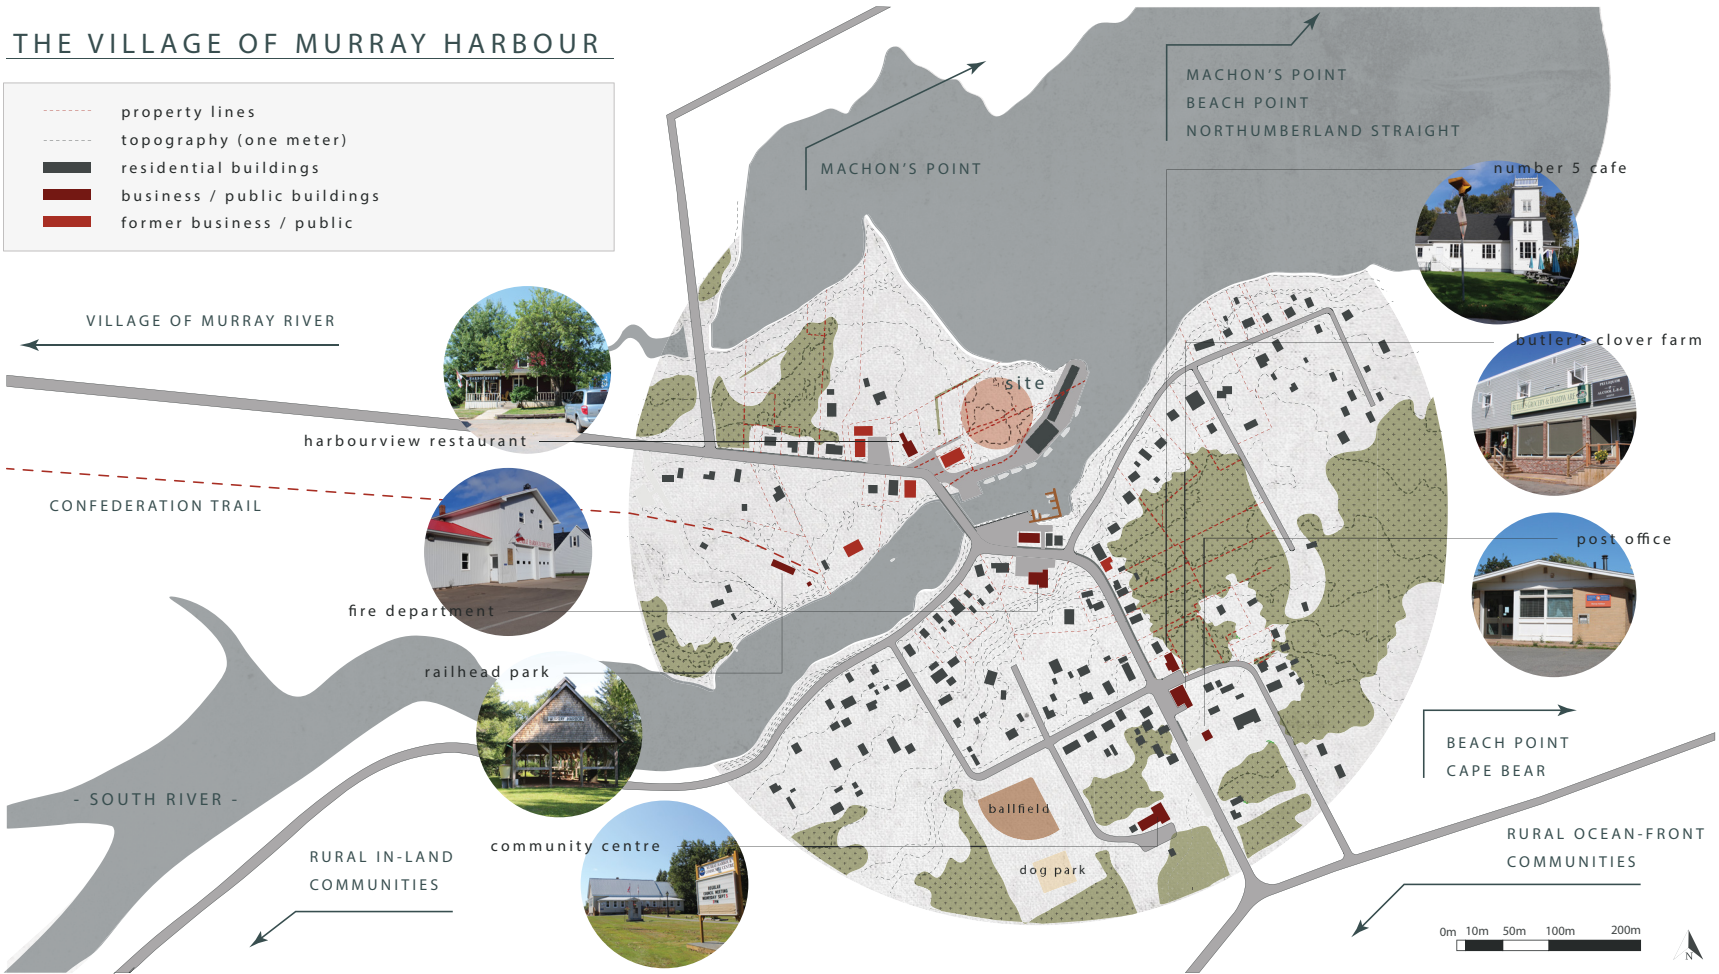 THE VILLAGE OF MURRAY HARBOUR
property lines
topography (one meter)
residential buildings
business / public buildings
former business / public
MACHON'S POINT
BEACH POINT
NORTHUMBERLAND STRAIGHT
MACHON'S POINT
number 5 cafe
VILLAGE OF MURRAY RIVER
butler's clover farm
site
harbourview restaurant
CONFEDERATION TRAIL
post office
fire department
railhead park
BEACH POINT
CAPE BEAR
- SOUTH RIVER -
ballfield
RURAL OCEAN-FRONT
COMMUNITIES
community centre
RURAL IN-LAND
COMMUNITIES
dog park
0m 10m 50m 100m 200m
N